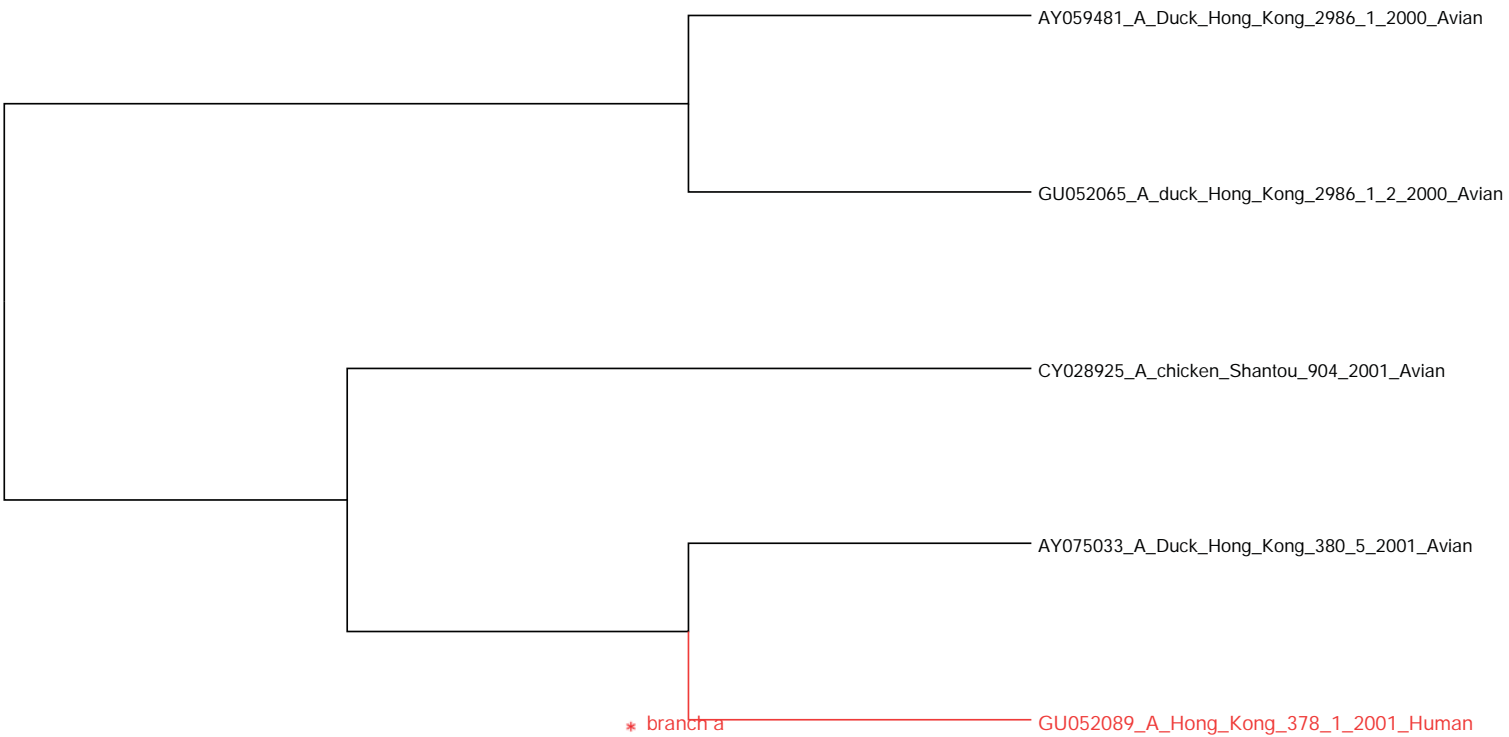 AY059481_A_Duck_Hong_Kong_2986_1_2000_Avian
GU052065_A_duck_Hong_Kong_2986_1_2_2000_Avian
CY028925_A_chicken_Shantou_904_2001_Avian
AY075033_A_Duck_Hong_Kong_380_5_2001_Avian
* branch a GU052089_A_Hong_Kong_378_1_2001_Human